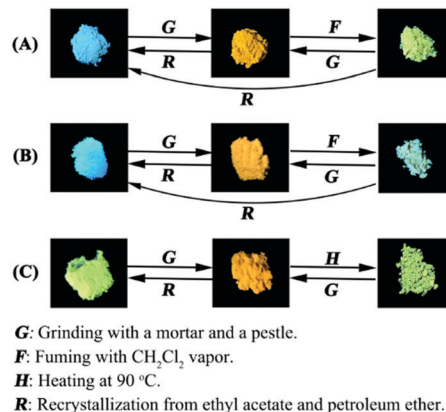 G F
(A)
R G
R
G F
(B)
R G
R
G H
(C)
R G
G: Grinding with a mortar and a pestle.
F: Fuming with CH₂Cl₂ vapor.
H: Heating at 90 °C.
R: Recrystallization from ethyl acetate and petroleum ether.